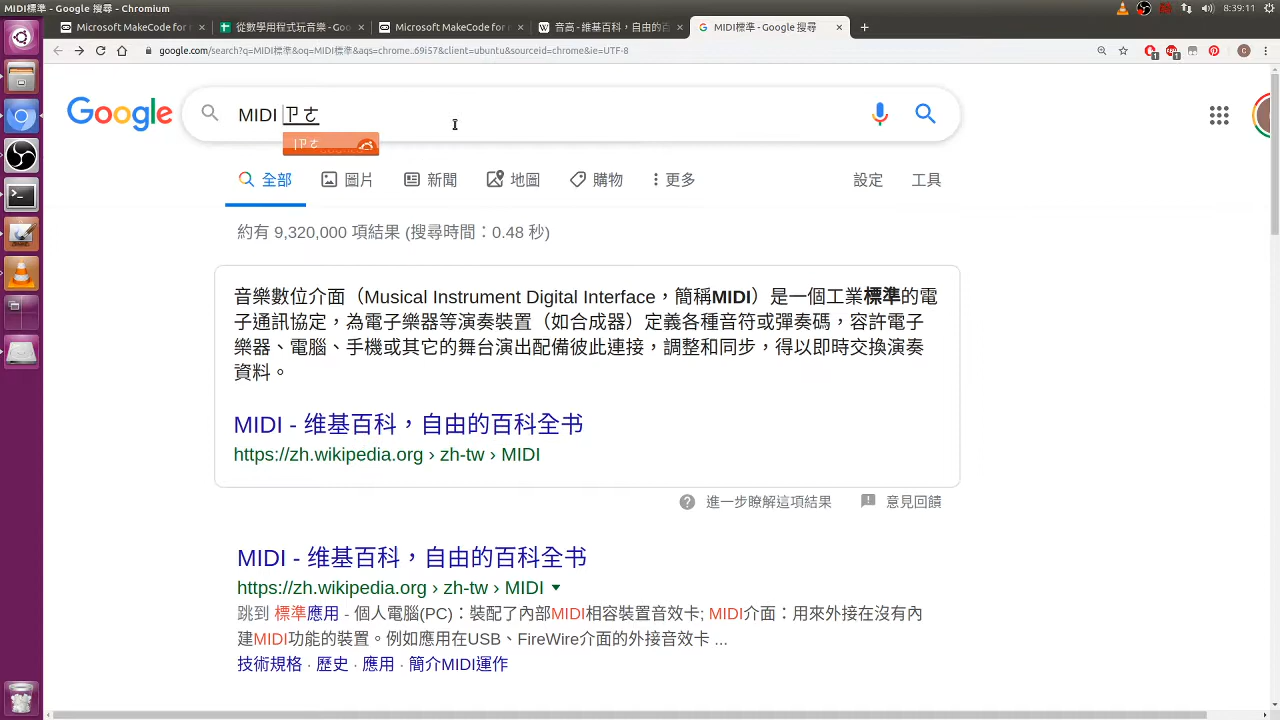 MIDI標準 - Google 搜尋 - Chromium
8:39:11
Microsoft MakeCode for
從數學用程式玩音樂 - Goo
Microsoft MakeCode for
音高 - 维基百科，自由的百
MIDI標準 - Google 搜尋
google.com/search?q=MIDI標準&oq=MIDI標準&aqs=chrome..69i57&client=ubuntu&sourceid=chrome&ie=UTF-8
Google
MIDI ㄗㄜ
ㄗㄜ
全部
圖片
新聞
地圖
購物
更多
設定
工具
約有 9,320,000 項結果 (搜尋時間：0.48 秒)
音樂數位介面（Musical Instrument Digital Interface，簡稱MIDI）是一個工業標準的電
子通訊協定，為電子樂器等演奏裝置（如合成器）定義各種音符或彈奏碼，容許電子
樂器、電腦、手機或其它的舞台演出配備彼此連接，調整和同步，得以即時交換演奏
資料。
MIDI - 维基百科，自由的百科全书
https://zh.wikipedia.org › zh-tw › MIDI
進一步瞭解這項結果
意見回饋
MIDI - 维基百科，自由的百科全书
https://zh.wikipedia.org › zh-tw › MIDI
跳到 標準應用 - 個人電腦(PC)：裝配了內部MIDI相容裝置音效卡; MIDI介面：用來外接在沒有內
建MIDI功能的裝置。例如應用在USB、FireWire介面的外接音效卡 ...
技術規格 · 歷史 · 應用 · 簡介MIDI運作